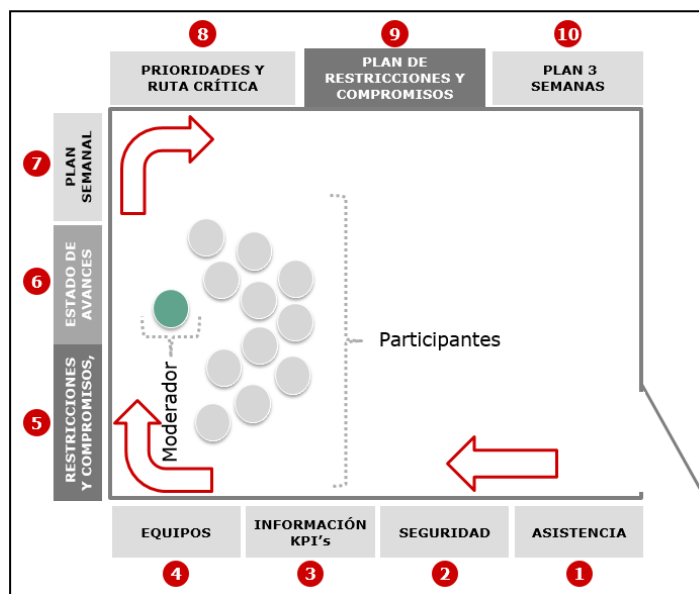 8
9
10
PRIORIDADES Y
RUTA CRÍTICA
PLAN DE
RESTRICCIONES Y
COMPROMISOS
PLAN 3
SEMANAS
7
PLAN
SEMANAL
6
ESTADO DE
AVANCES
5
RESTRICCIONES
Y COMPROMISOS,
Moderador
Participantes
EQUIPOS
INFORMACIÓN
KPI's
SEGURIDAD
ASISTENCIA
4
3
2
1